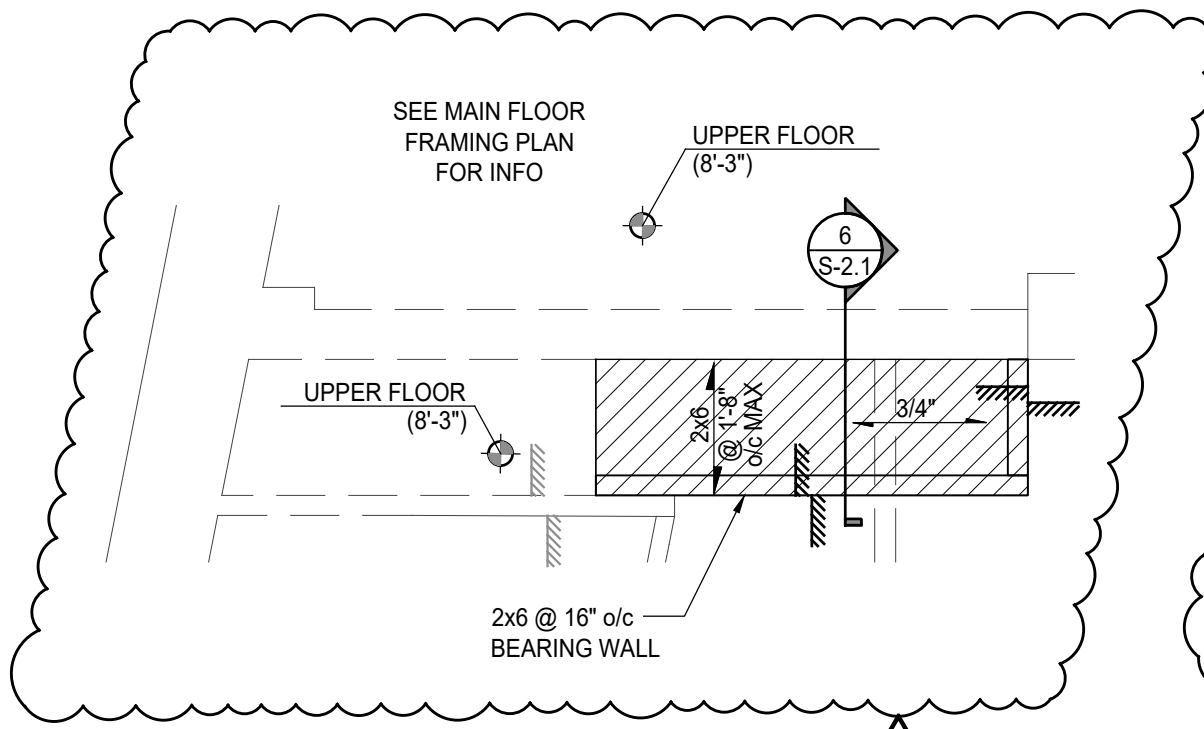 SEE MAIN FLOOR
FRAMING PLAN
FOR INFO
UPPER FLOOR
(8'-3")
6
S-2.1
UPPER FLOOR
(8'-3")
2x6
@ 1'-8"
o/c MAX
3/4"
2x6 @ 16" o/c
BEARING WALL